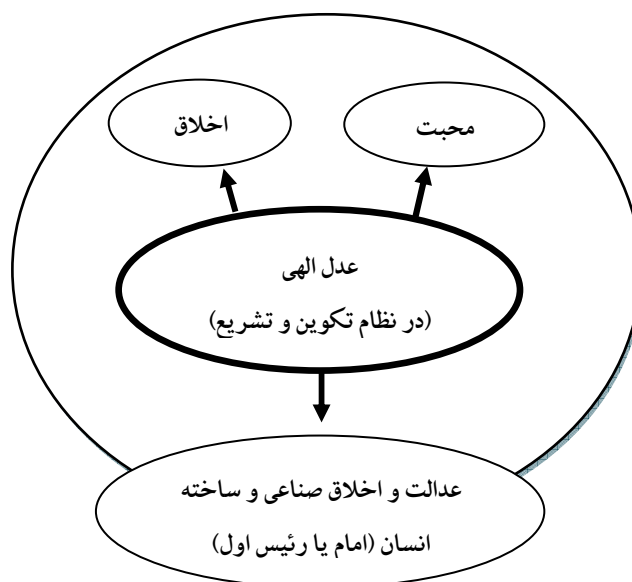 محبت
اخلاق
عدل الهی
(در نظام تکوین و تشریع)
عدالت و اخلاق صناعی و ساخته
انسان (امام یا رئیس اول)